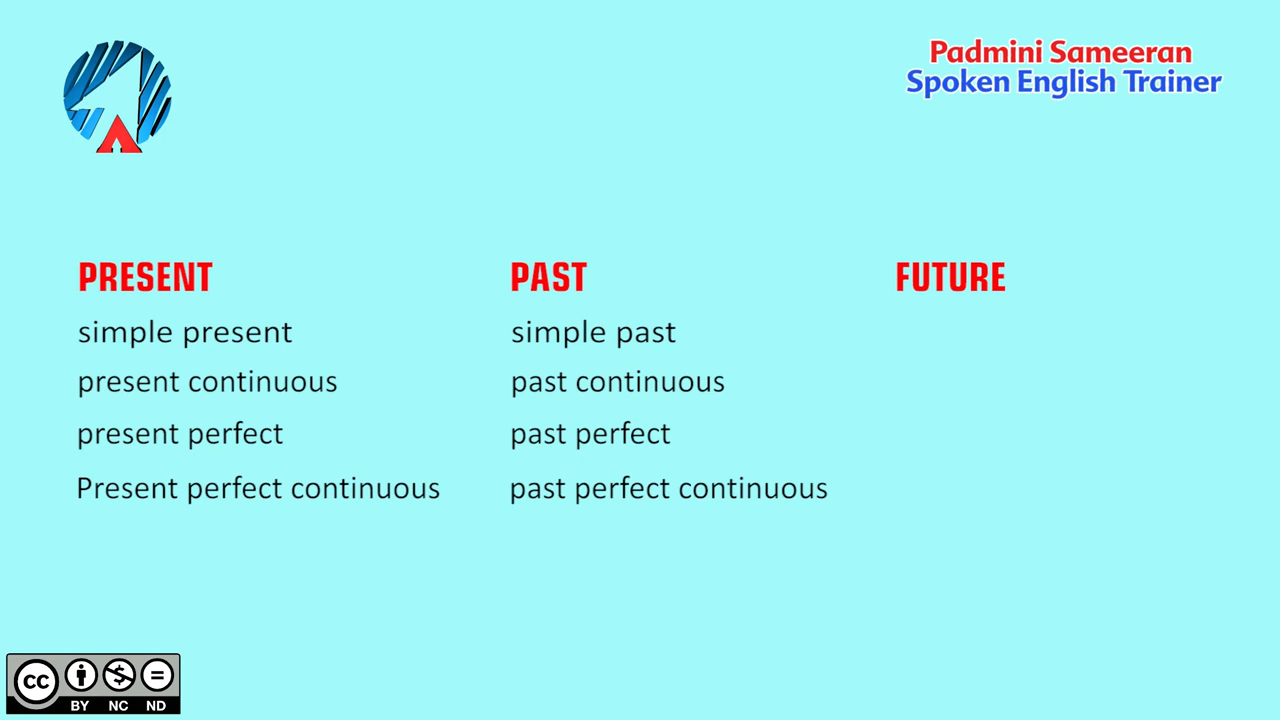 Padmini Sameeran
Spoken English Trainer
PRESENT PAST FUTURE
simple present simple past
present continuous past continuous
present perfect past perfect
Present perfect continuous past perfect continuous
cc
BY NC ND